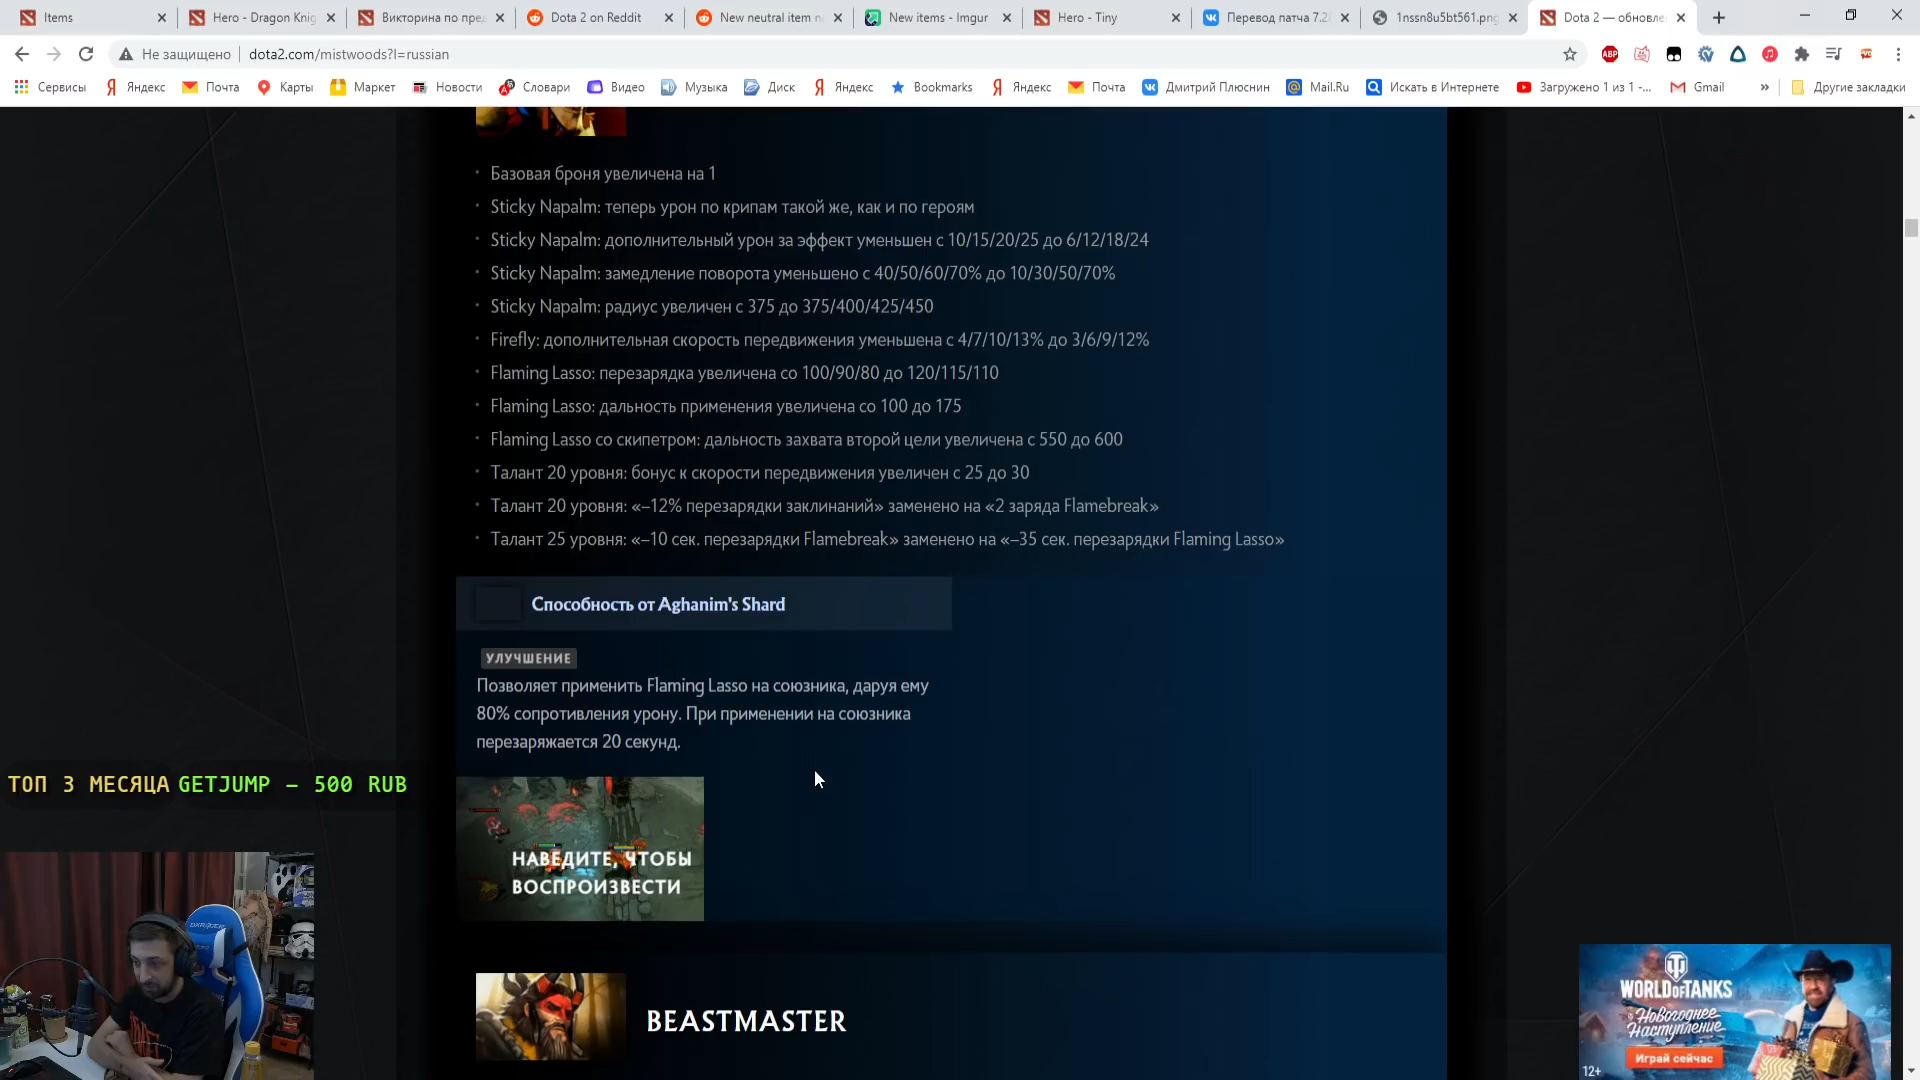 Items
Hero - Dragon Knig
Викторина по пред
Dota 2 on Reddit
New neutral item n
New items - Imgur
Hero - Tiny
Перевод патча 7.2
1nssn8u5bt561.png
Dota 2 — обновле
Не защищено
dota2.com/mistwoods?l=russian
Сервисы
Яндекс
Почта
Карты
Маркет
Новости
Словари
Видео
Музыка
Диск
Яндекс
Bookmarks
Яндекс
Почта
Дмитрий Плюснин
Mail.Ru
Искать в Интернете
Загружено 1 из 1 -...
Gmail
»
Другие закладки
Базовая броня увеличена на 1
Sticky Napalm: теперь урон по крипам такой же, как и по героям
Sticky Napalm: дополнительный урон за эффект уменьшен с 10/15/20/25 до 6/12/18/24
Sticky Napalm: замедление поворота уменьшено с 40/50/60/70% до 10/30/50/70%
Sticky Napalm: радиус увеличен с 375 до 375/400/425/450
Firefly: дополнительная скорость передвижения уменьшена с 4/7/10/13% до 3/6/9/12%
Flaming Lasso: перезарядка увеличена со 100/90/80 до 120/115/110
Flaming Lasso: дальность применения увеличена со 100 до 175
Flaming Lasso со скипетром: дальность захвата второй цели увеличена с 550 до 600
Талант 20 уровня: бонус к скорости передвижения увеличен с 25 до 30
Талант 20 уровня: «–12% перезарядки заклинаний» заменено на «2 заряда Flamebreak»
Талант 25 уровня: «–10 сек. перезарядки Flamebreak» заменено на «–35 сек. перезарядки Flaming Lasso»
Способность от Aghanim's Shard
УЛУЧШЕНИЕ
Позволяет применить Flaming Lasso на союзника, даруя ему
80% сопротивления урону. При применении на союзника
перезаряжается 20 секунд.
ТОП 3 МЕСЯЦА GETJUMP – 500 RUB
НАВЕДИТЕ, ЧТОБЫ
ВОСПРОИЗВЕСТИ
BEASTMASTER
WORLD OF TANKS
Новогоднее
Наступление
Играй сейчас
12+